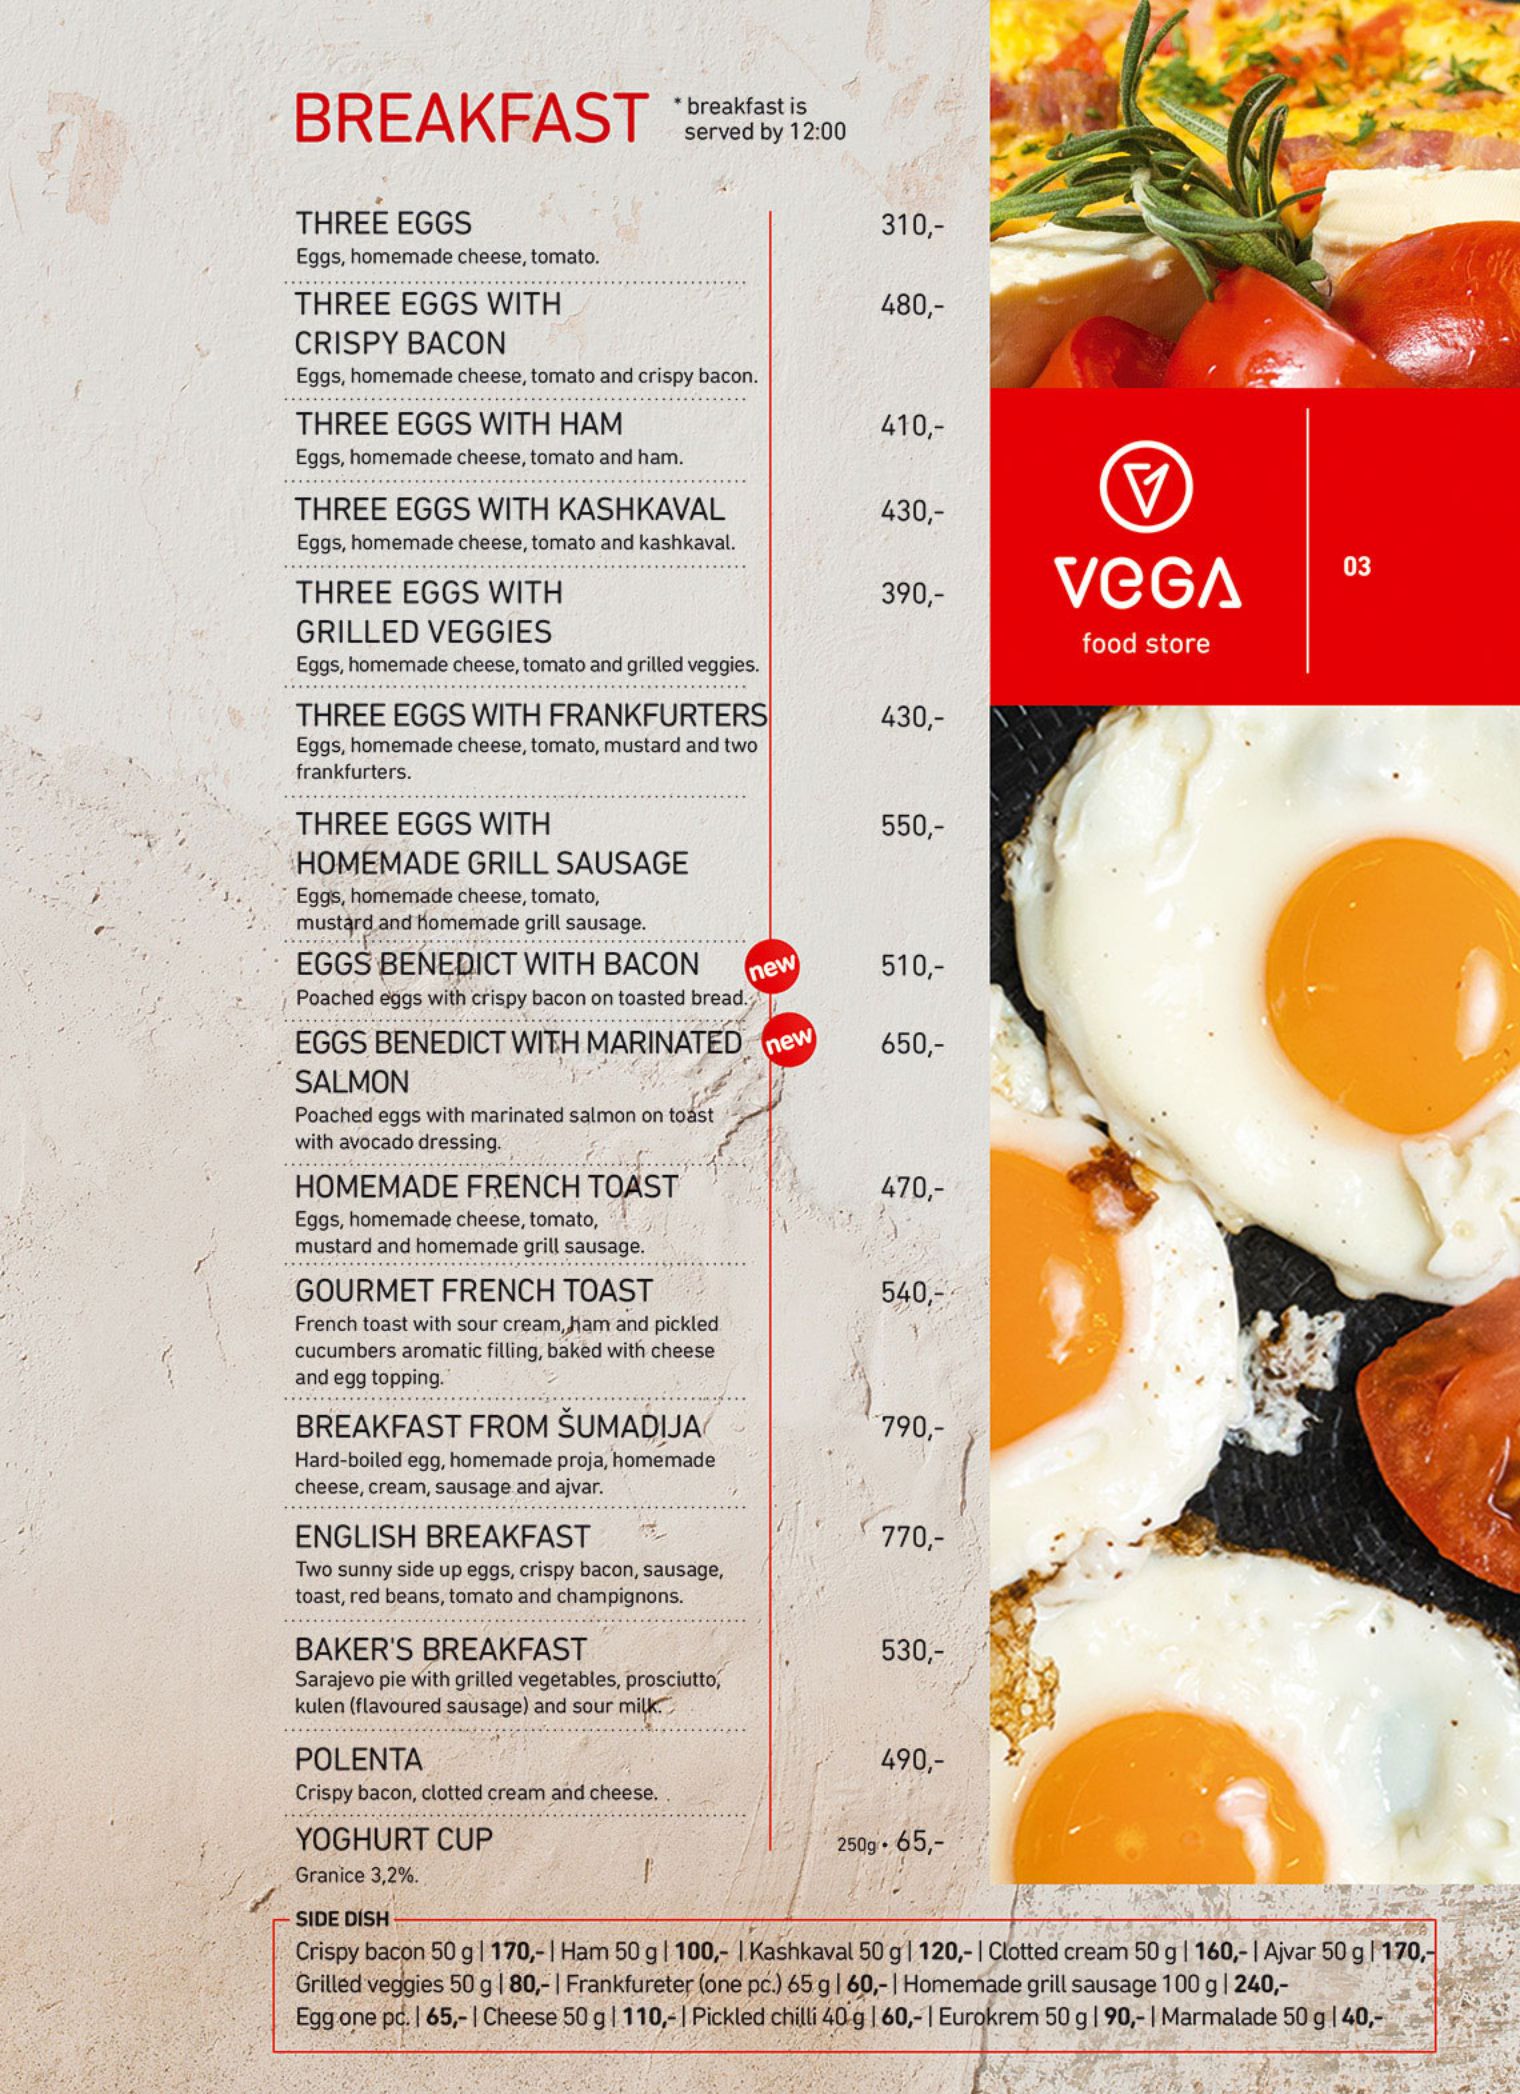 BREAKFAST
* breakfast is
served by 12:00
THREE EGGS 310,-
Eggs, homemade cheese, tomato.
THREE EGGS WITH 480,-
CRISPY BACON
Eggs, homemade cheese, tomato and crispy bacon.
THREE EGGS WITH HAM 410,-
Eggs, homemade cheese, tomato and ham.
THREE EGGS WITH KASHKAVAL 430,-
Eggs, homemade cheese, tomato and kashkaval.
THREE EGGS WITH 390,-
GRILLED VEGGIES
Eggs, homemade cheese, tomato and grilled veggies.
THREE EGGS WITH FRANKFURTERS 430,-
Eggs, homemade cheese, tomato, mustard and two
frankfurters.
THREE EGGS WITH 550,-
HOMEMADE GRILL SAUSAGE
Eggs, homemade cheese, tomato,
mustard and homemade grill sausage.
EGGS BENEDICT WITH BACON new 510,-
Poached eggs with crispy bacon on toasted bread.
EGGS BENEDICT WITH MARINATED new 650,-
SALMON
Poached eggs with marinated salmon on toast
with avocado dressing.
HOMEMADE FRENCH TOAST 470,-
Eggs, homemade cheese, tomato,
mustard and homemade grill sausage.
GOURMET FRENCH TOAST 540,-
French toast with sour cream, ham and pickled
cucumbers aromatic filling, baked with cheese
and egg topping.
BREAKFAST FROM ŠUMADIJA 790,-
Hard-boiled egg, homemade proja, homemade
cheese, cream, sausage and ajvar.
ENGLISH BREAKFAST 770,-
Two sunny side up eggs, crispy bacon, sausage,
toast, red beans, tomato and champignons.
BAKER'S BREAKFAST 530,-
Sarajevo pie with grilled vegetables, prosciutto,
kulen (flavoured sausage) and sour milk.
POLENTA 490,-
Crispy bacon, clotted cream and cheese.
YOGHURT CUP 250g • 65,-
Granice 3,2%.
SIDE DISH
Crispy bacon 50 g | 170,- | Ham 50 g | 100,- | Kashkaval 50 g | 120,- | Clotted cream 50 g | 160,- | Ajvar 50 g | 170,-
Grilled veggies 50 g | 80,- | Frankfureter (one pc.) 65 g | 60,- | Homemade grill sausage 100 g | 240,-
Egg one pc. | 65,- | Cheese 50 g | 110,- | Pickled chilli 40 g | 60,- | Eurokrem 50 g | 90,- | Marmalade 50 g | 40,-
VeGA
food store
03